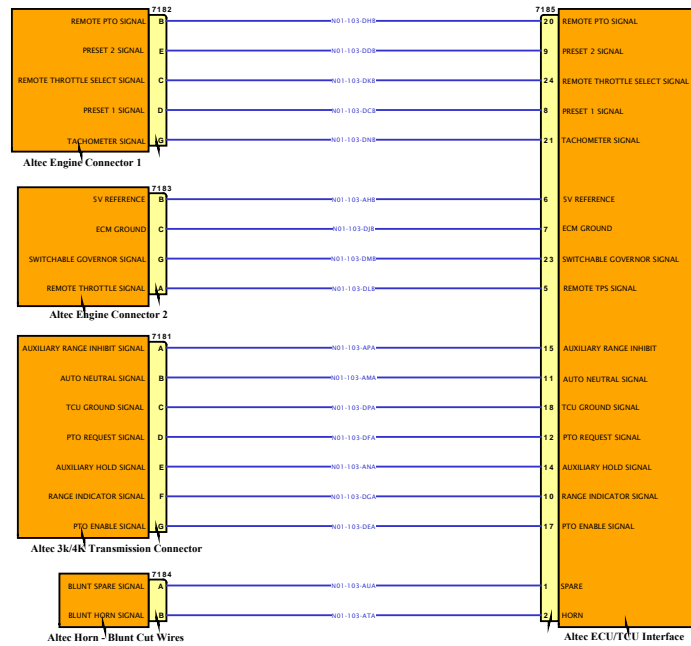 7182 7185
REMOTE PTO SIGNAL B N01-103-DHB 20 REMOTE PTO SIGNAL
PRESET 2 SIGNAL E N01-103-DDB 9 PRESET 2 SIGNAL
REMOTE THROTTLE SELECT SIGNAL C N01-103-DKB 24 REMOTE THROTTLE SELECT SIGNAL
PRESET 1 SIGNAL D N01-103-DCB 8 PRESET 1 SIGNAL
TACHOMETER SIGNAL G N01-103-DNB 21 TACHOMETER SIGNAL
Altec Engine Connector 1
7183
5V REFERENCE B N01-103-AHB 6 5V REFERENCE
ECM GROUND C N01-103-DJB 7 ECM GROUND
SWITCHABLE GOVERNOR SIGNAL G N01-103-DMB 23 SWITCHABLE GOVERNOR SIGNAL
REMOTE THROTTLE SIGNAL A N01-103-DLB 5 REMOTE TPS SIGNAL
Altec Engine Connector 2
7181
AUXILIARY RANGE INHIBIT SIGNAL A N01-103-APA 15 AUXILIARY RANGE INHIBIT
AUTO NEUTRAL SIGNAL B N01-103-AMA 11 AUTO NEUTRAL SIGNAL
TCU GROUND SIGNAL C N01-103-DPA 18 TCU GROUND SIGNAL
PTO REQUEST SIGNAL D N01-103-DFA 12 PTO REQUEST SIGNAL
AUXILIARY HOLD SIGNAL E N01-103-ANA 14 AUXILIARY HOLD SIGNAL
RANGE INDICATOR SIGNAL F N01-103-DGA 10 RANGE INDICATOR SIGNAL
PTO ENABLE SIGNAL G N01-103-DEA 17 PTO ENABLE SIGNAL
Altec 3k/4K Transmission Connector
7184
BLUNT SPARE SIGNAL A N01-103-AUA 1 SPARE
BLUNT HORN SIGNAL B N01-103-ATA 2 HORN
Altec Horn - Blunt Cut Wires Altec ECU/TCU Interface